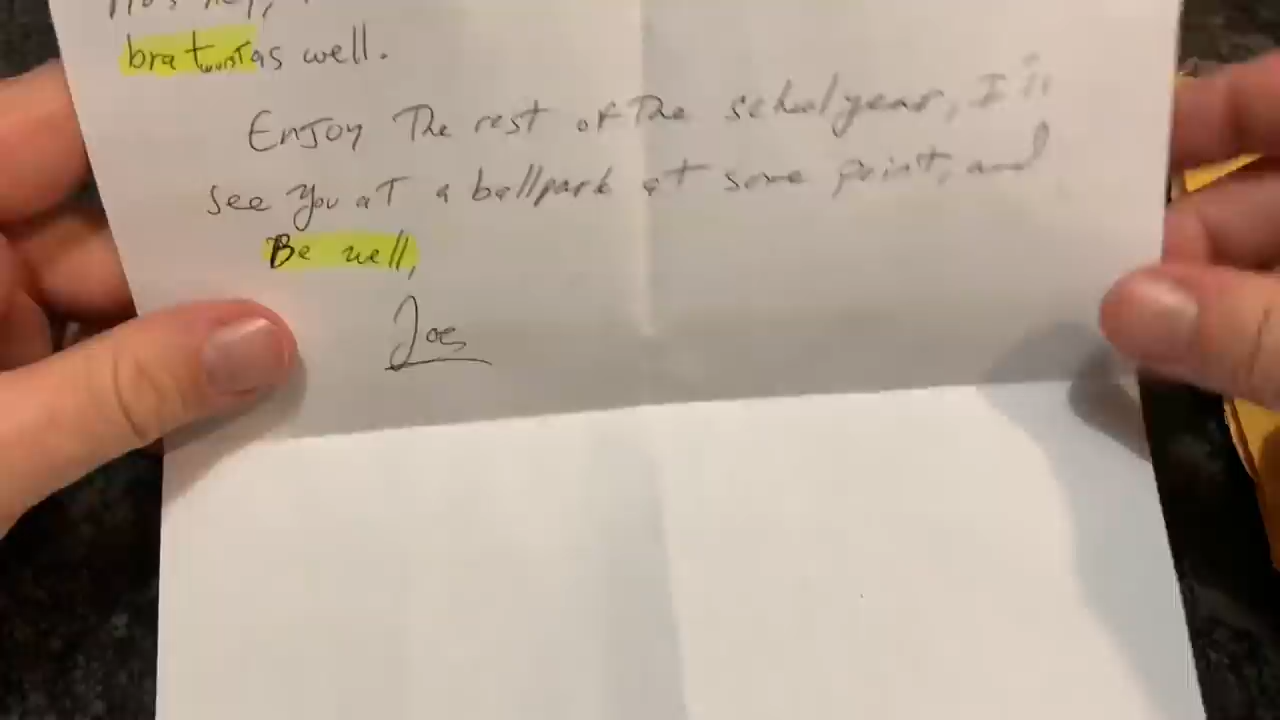 bratwurst as well.
Enjoy The rest of The school year, I'll
see you at a ballpark at some point, and
Be well,
Joe